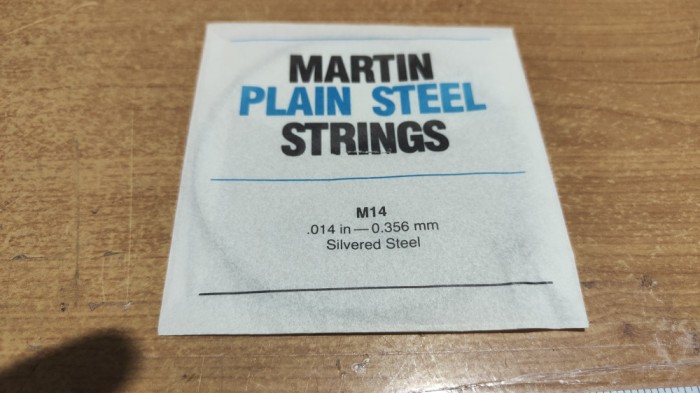 MARTIN
PLAIN STEEL
STRINGS
M14
.014 in—0.356 mm
Silvered Steel